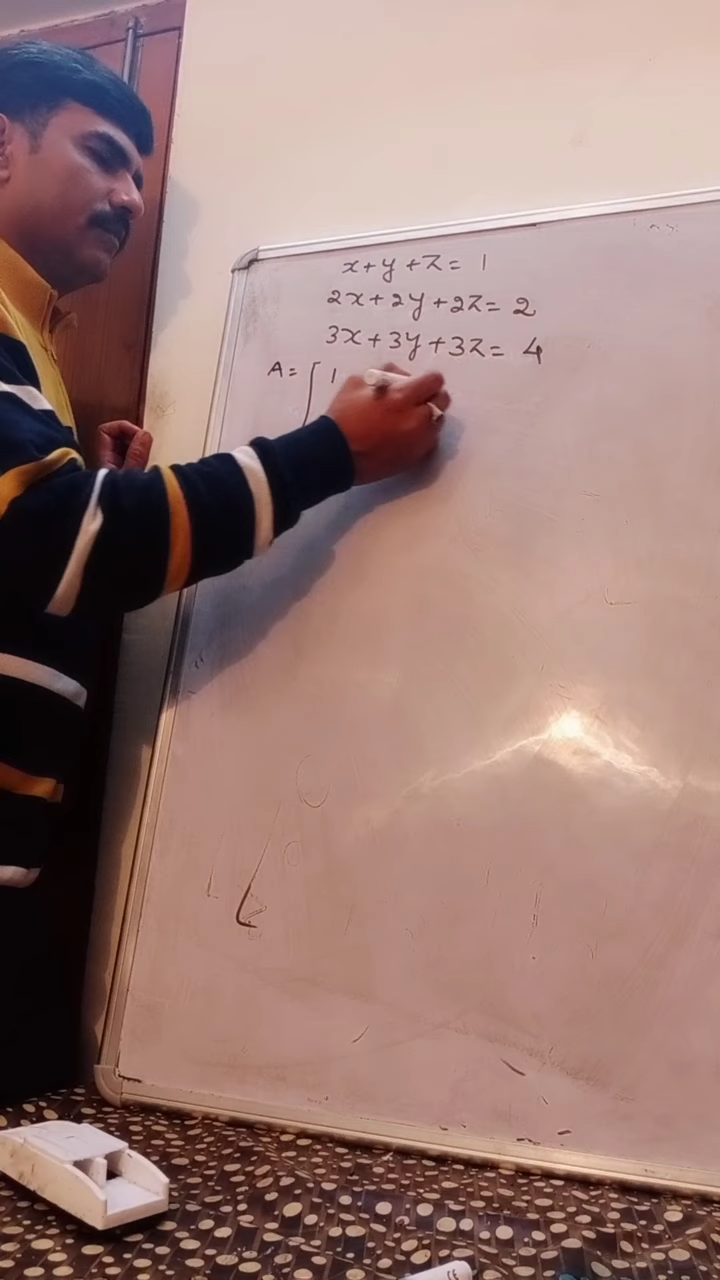 x+y+z= 1
2x+2y+2z= 2
3x+3y+3z= 4
A= [ 1